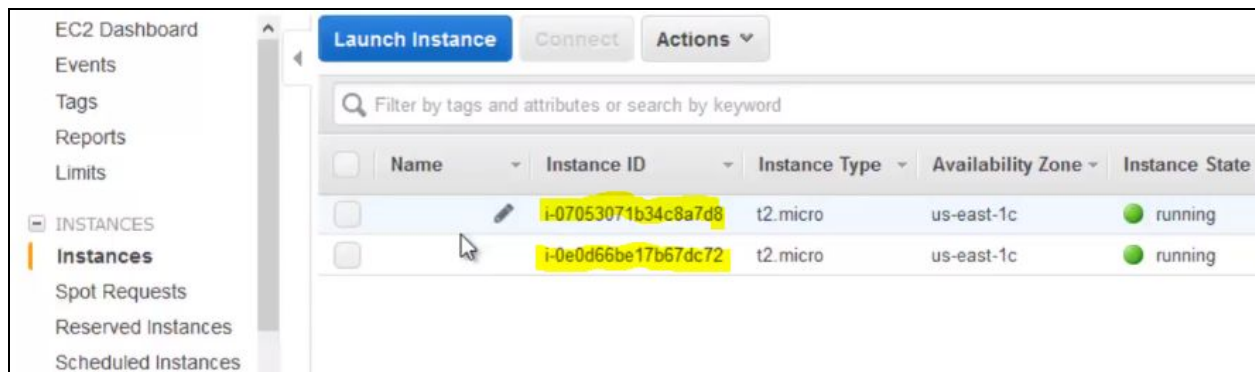 EC2 Dashboard
Events
Tags
Reports
Limits
INSTANCES
Instances
Spot Requests
Reserved Instances
Scheduled Instances
Launch Instance Connect Actions
Filter by tags and attributes or search by keyword
Name Instance ID Instance Type Availability Zone Instance State
i-07053071b34c8a7d8 t2.micro us-east-1c running
i-0e0d66be17b67dc72 t2.micro us-east-1c running